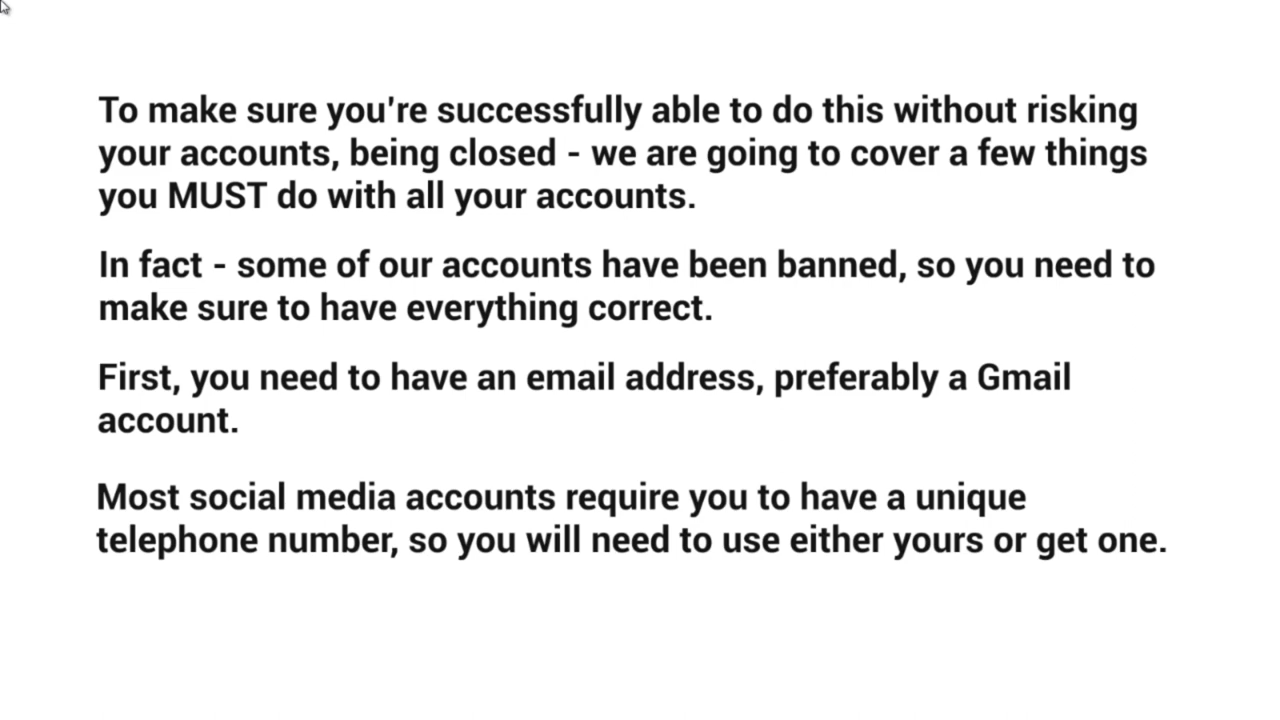 To make sure you're successfully able to do this without risking
your accounts, being closed - we are going to cover a few things
you MUST do with all your accounts.
In fact - some of our accounts have been banned, so you need to
make sure to have everything correct.
First, you need to have an email address, preferably a Gmail
account.
Most social media accounts require you to have a unique
telephone number, so you will need to use either yours or get one.